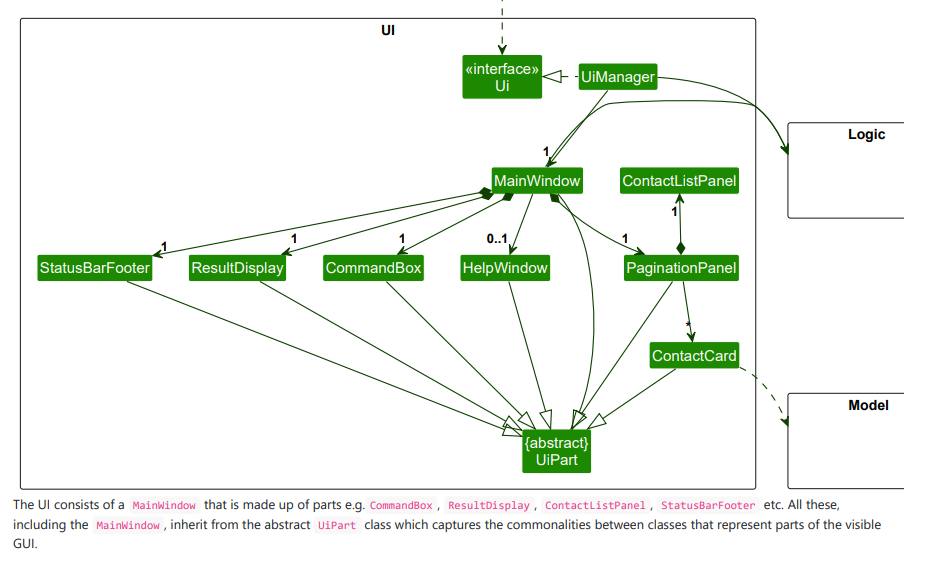 UI
«interface»
Ui
UiManager
Logic
1
MainWindow
ContactListPanel
1
1
1
1
0..1
1
StatusBarFooter
ResultDisplay
CommandBox
HelpWindow
PaginationPanel
*
ContactCard
Model
{abstract}
UiPart
The UI consists of a MainWindow that is made up of parts e.g. CommandBox , ResultDisplay , ContactListPanel , StatusBarFooter etc. All these,
including the MainWindow , inherit from the abstract UiPart class which captures the commonalities between classes that represent parts of the visible
GUI.